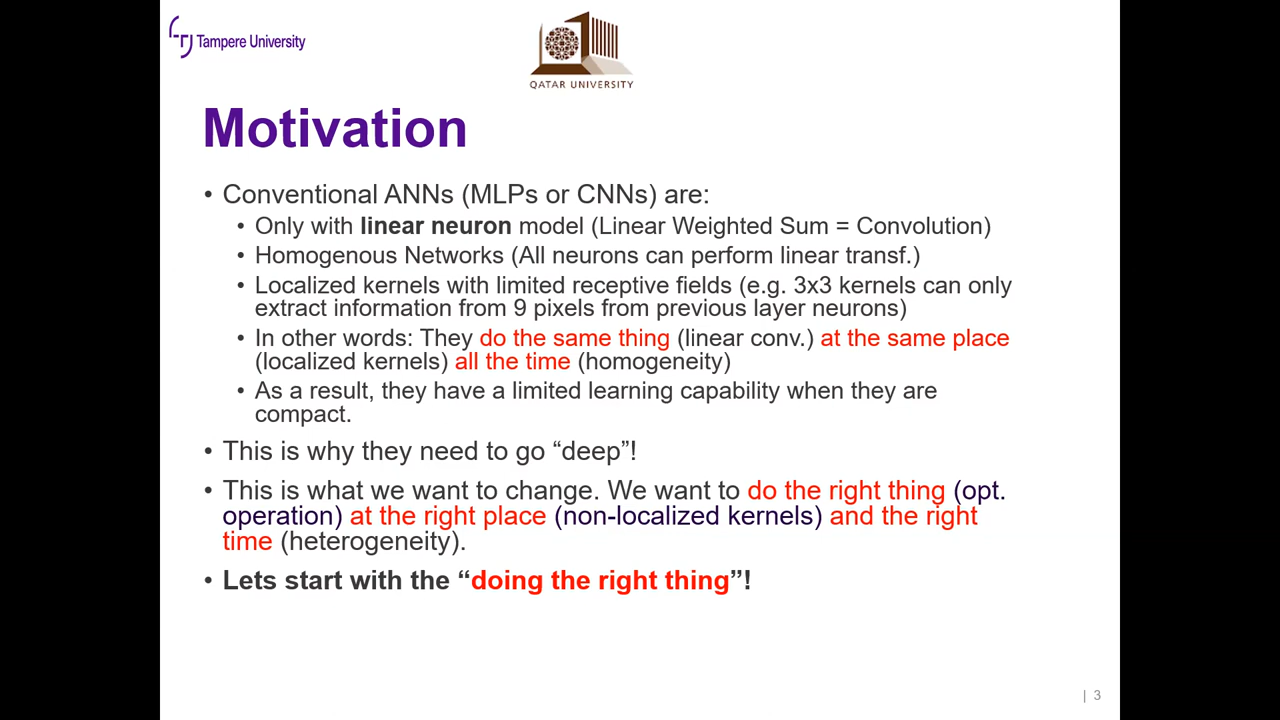 Tampere University
QATAR UNIVERSITY
Motivation
• Conventional ANNs (MLPs or CNNs) are:
• Only with linear neuron model (Linear Weighted Sum = Convolution)
• Homogenous Networks (All neurons can perform linear transf.)
• Localized kernels with limited receptive fields (e.g. 3x3 kernels can only
extract information from 9 pixels from previous layer neurons)
• In other words: They do the same thing (linear conv.) at the same place
(localized kernels) all the time (homogeneity)
• As a result, they have a limited learning capability when they are
compact.
• This is why they need to go “deep”!
• This is what we want to change. We want to do the right thing (opt.
operation) at the right place (non-localized kernels) and the right
time (heterogeneity).
• Lets start with the “doing the right thing”!
| 3